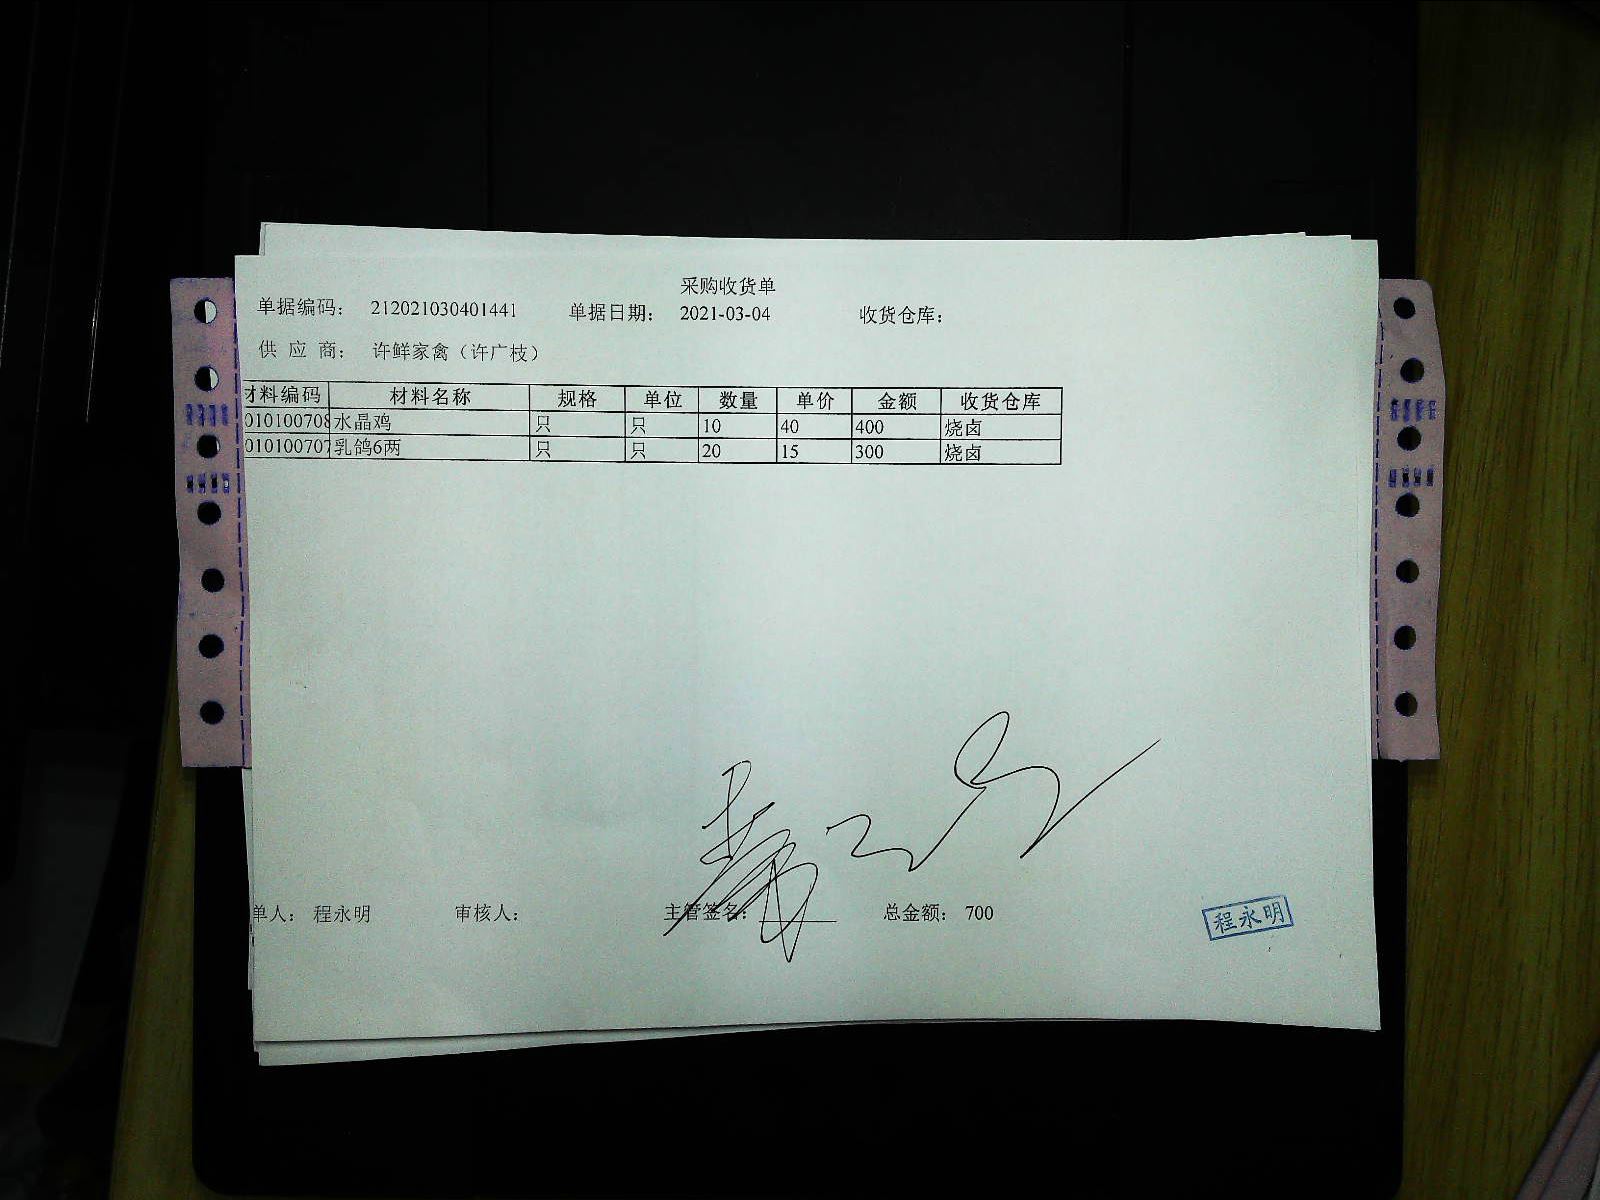 采购收货单
单据编码： 212021030401441 单据日期： 2021-03-04 收货仓库：
供 应 商： 许鲜家禽（许广枝）
材料编码 材料名称 规格 单位 数量 单价 金额 收货仓库
010100708 水晶鸡 只 只 10 40 400 烧卤
010100707 乳鸽6两 只 只 20 15 300 烧卤
单人： 程永明 审核人： 主管签名： 总金额： 700
程永明